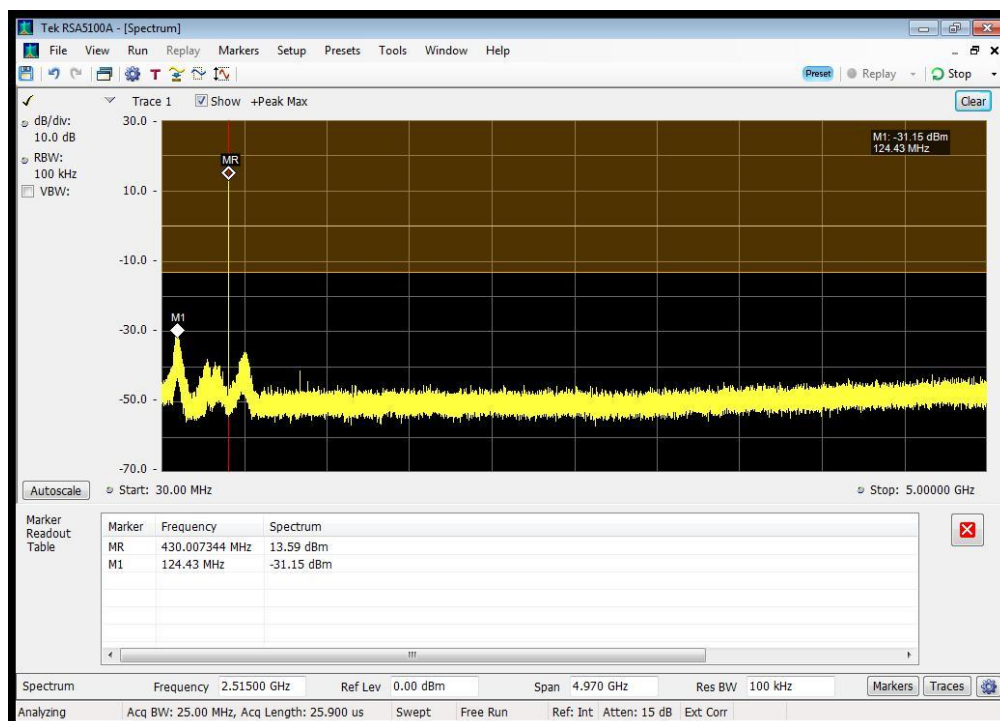 Tek RSA5100A - [Spectrum]
File View Run Replay Markers Setup Presets Tools Window Help
T Preset Replay Stop
Trace 1 Show +Peak Max Clear
dB/div:
10.0 dB
RBW:
100 kHz
VBW:
30.0
10.0
-10.0
-30.0
-50.0
-70.0
M1: -31.15 dBm
124.43 MHz
MR
M1
Autoscale Start: 30.00 MHz Stop: 5.00000 GHz
Marker
Readout
Table
Marker Frequency Spectrum
MR 430.007344 MHz 13.59 dBm
M1 124.43 MHz -31.15 dBm
Spectrum Frequency 2.51500 GHz Ref Lev 0.00 dBm Span 4.970 GHz Res BW 100 kHz Markers Traces
Analyzing Acq BW: 25.00 MHz, Acq Length: 25.900 us Swept Free Run Ref: Int Atten: 15 dB Ext Corr